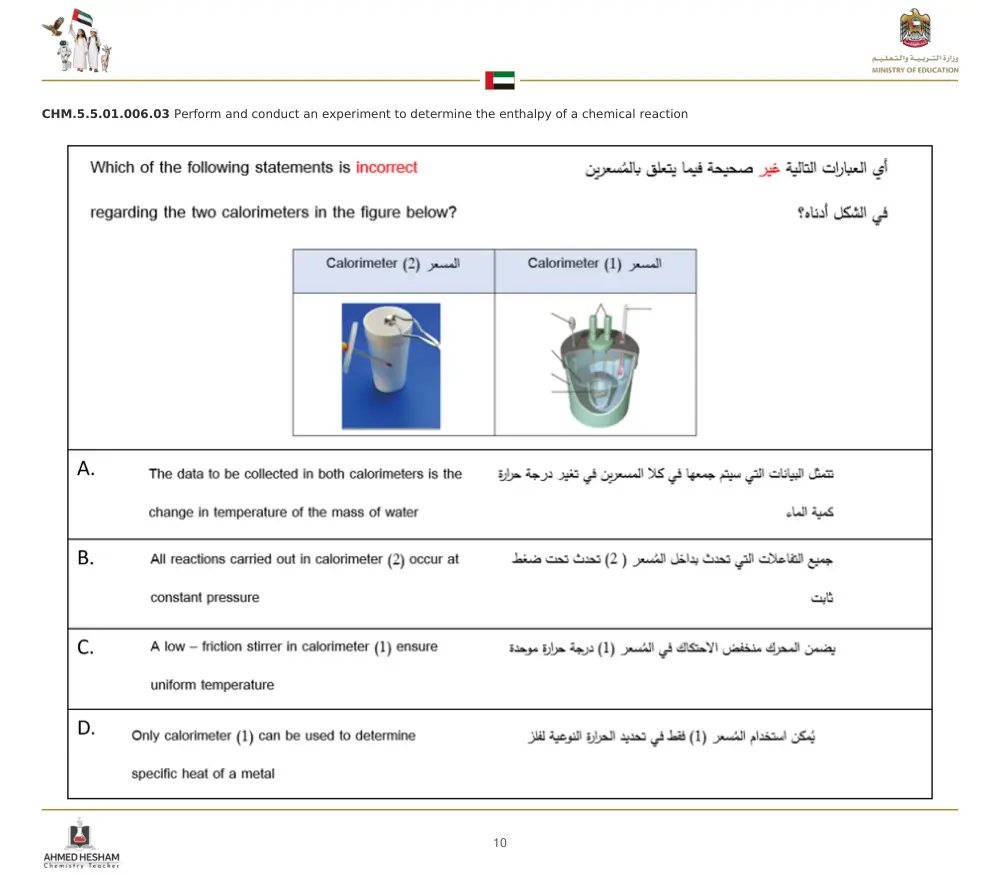 وزارة التربية والتعليم
MINISTRY OF EDUCATION
CHM.5.5.01.006.03 Perform and conduct an experiment to determine the enthalpy of a chemical reaction
Which of the following statements is incorrect
regarding the two calorimeters in the figure below?
أي العبارات التالية غير صحيحة فيما يتعلق بالمُسعرين
في الشكل أدناه؟
Calorimeter (2) المسعر
Calorimeter (1) المسعر
A.
The data to be collected in both calorimeters is the
change in temperature of the mass of water
تتمثل البيانات التي سيتم جمعها في كلا المسعرين في تغير درجة حرارة
كمية الماء
B.
All reactions carried out in calorimeter (2) occur at
constant pressure
جميع التفاعلات التي تحدث بداخل المُسعر ( 2) تحدث تحت ضغط
ثابت
C.
A low – friction stirrer in calorimeter (1) ensure
uniform temperature
يضمن المحرك منخفض الاحتكاك في المُسعر (1) درجة حرارة موحدة
D.
Only calorimeter (1) can be used to determine
specific heat of a metal
يُمكن استخدام المُسعر (1) فقط في تحديد الحرارة النوعية لفلز
AHMED HESHAM
Chemistry Teacher
10